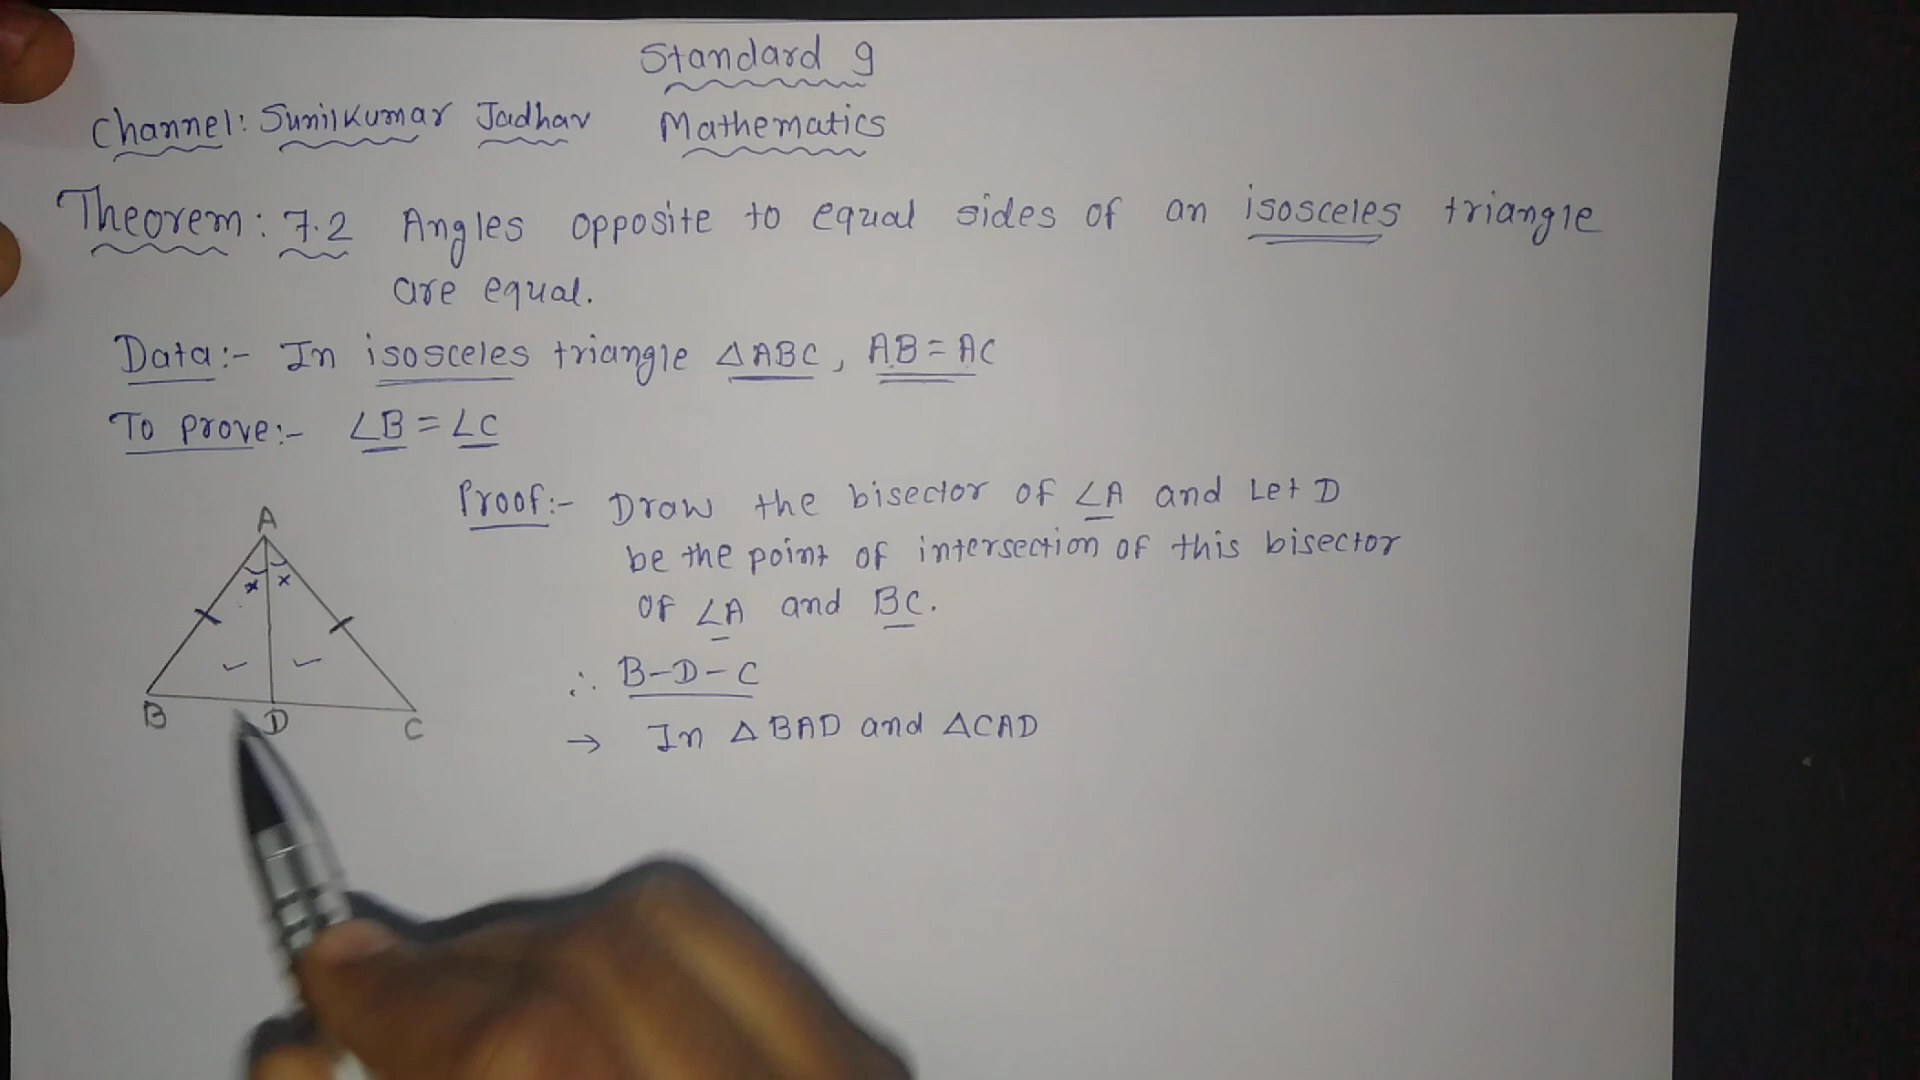 Standard 9
Channel: Sunilkumar Jadhav Mathematics
Theorem: 7.2 Angles opposite to equal sides of an isosceles triangle
are equal.
Data:- In isosceles triangle △ABC, AB = AC
To prove:- ∠B = ∠C
Proof:- Draw the bisector of ∠A and Let D
be the point of intersection of this bisector
of ∠A and BC.
∴ B-D-C
→ In △BAD and △CAD
A
x x
B D C